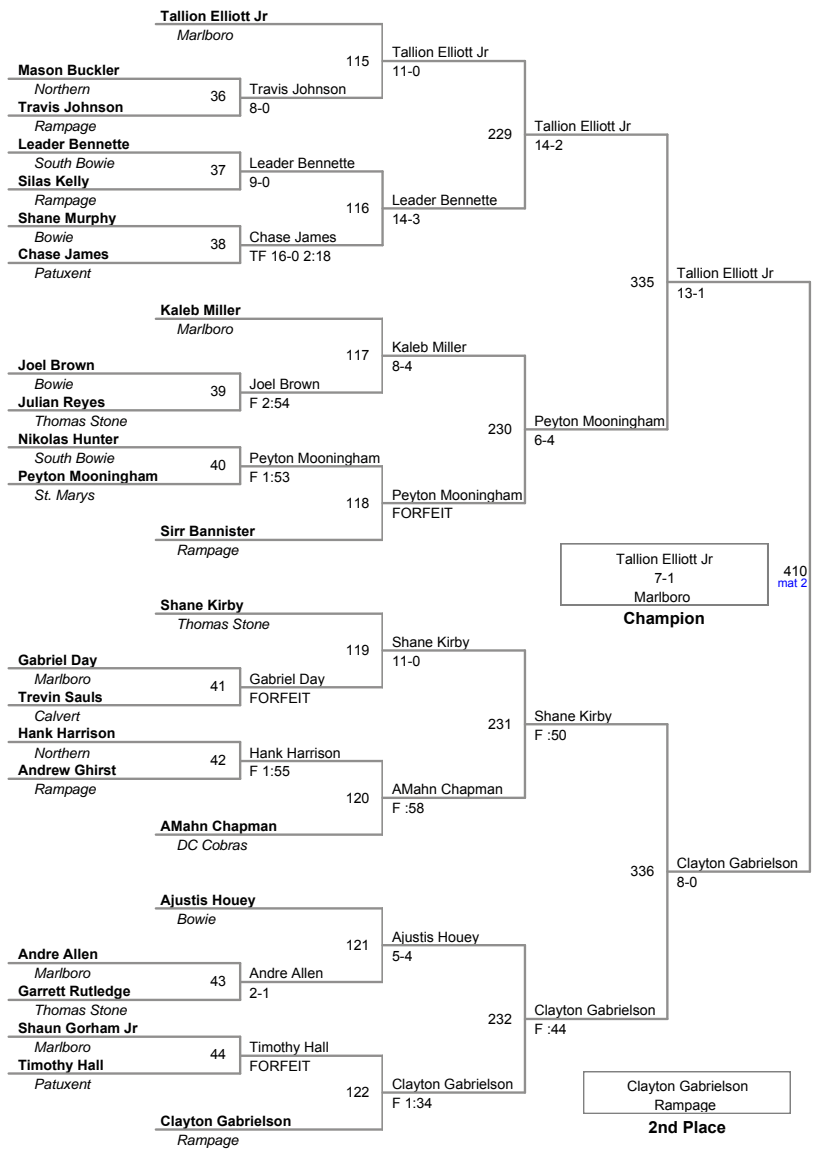 Tallion Elliott Jr
Marlboro
115
Tallion Elliott Jr
11-0
Mason Buckler
Northern
36
Travis Johnson
8-0
Travis Johnson
Rampage
229
Tallion Elliott Jr
14-2
Leader Bennette
South Bowie
37
Leader Bennette
9-0
Silas Kelly
Rampage
116
Leader Bennette
14-3
Shane Murphy
Bowie
38
Chase James
TF 16-0 2:18
Chase James
Patuxent
335
Tallion Elliott Jr
13-1
Kaleb Miller
Marlboro
117
Kaleb Miller
8-4
Joel Brown
Bowie
39
Joel Brown
F 2:54
Julian Reyes
Thomas Stone
230
Peyton Mooningham
6-4
Nikolas Hunter
South Bowie
40
Peyton Mooningham
F 1:53
Peyton Mooningham
St. Marys
118
Peyton Mooningham
FORFEIT
Sirr Bannister
Rampage
Tallion Elliott Jr
7-1
Marlboro
Champion
410
mat 2
Shane Kirby
Thomas Stone
119
Shane Kirby
11-0
Gabriel Day
Marlboro
41
Gabriel Day
FORFEIT
Trevin Sauls
Calvert
231
Shane Kirby
F :50
Hank Harrison
Northern
42
Hank Harrison
F 1:55
Andrew Ghirst
Rampage
120
AMahn Chapman
F :58
AMahn Chapman
DC Cobras
336
Clayton Gabrielson
8-0
Ajustis Houey
Bowie
121
Ajustis Houey
5-4
Andre Allen
Marlboro
43
Andre Allen
2-1
Garrett Rutledge
Thomas Stone
232
Clayton Gabrielson
F :44
Shaun Gorham Jr
Marlboro
44
Timothy Hall
FORFEIT
Timothy Hall
Patuxent
122
Clayton Gabrielson
F 1:34
Clayton Gabrielson
Rampage
Clayton Gabrielson
Rampage
2nd Place